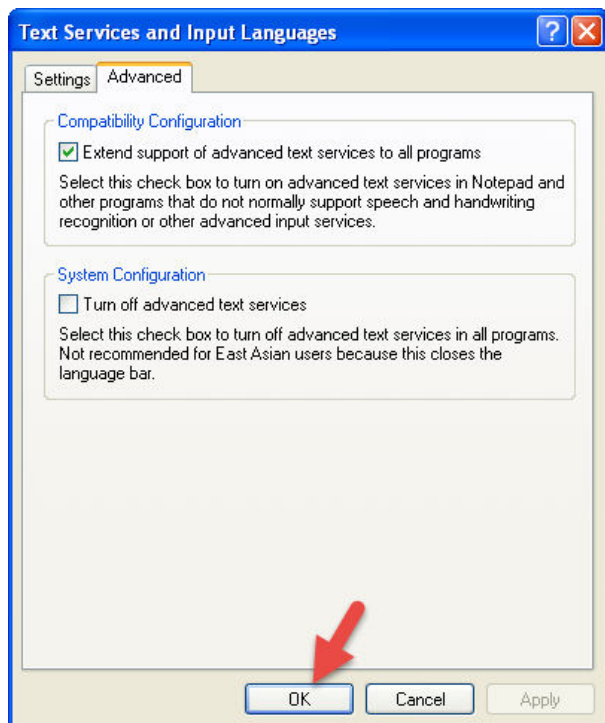 Text Services and Input Languages
?
Settings
Advanced
Compatibility Configuration
Extend support of advanced text services to all programs
Select this check box to turn on advanced text services in Notepad and
other programs that do not normally support speech and handwriting
recognition or other advanced input services.
System Configuration
Turn off advanced text services
Select this check box to turn off advanced text services in all programs.
Not recommended for East Asian users because this closes the
language bar.
OK
Cancel
Apply